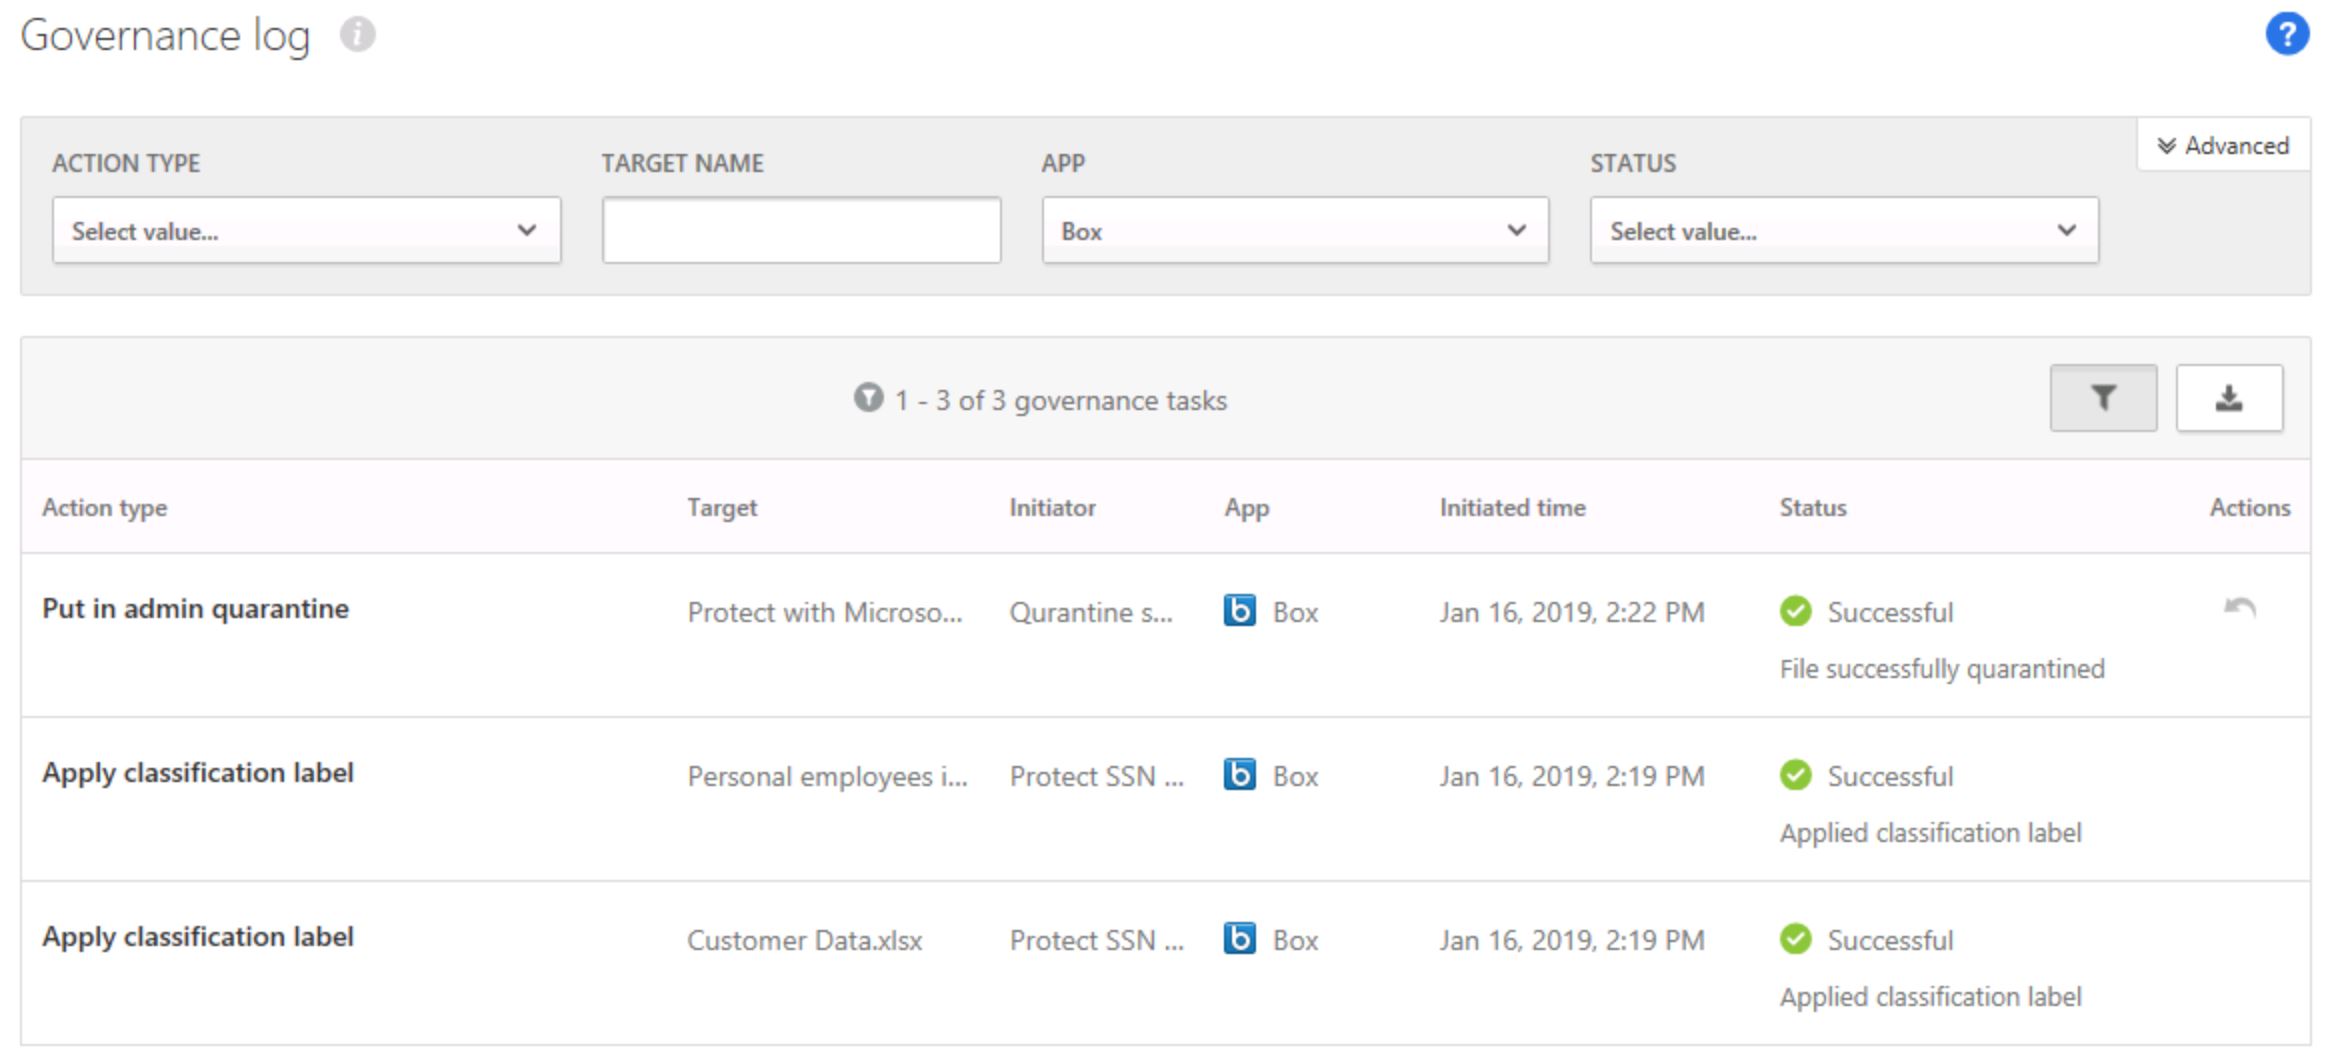 Governance log
Advanced
ACTION TYPE TARGET NAME APP STATUS
Select value... Box Select value...
1 - 3 of 3 governance tasks
Action type Target Initiator App Initiated time Status Actions
Put in admin quarantine Protect with Microso... Qurantine s... Box Jan 16, 2019, 2:22 PM Successful
File successfully quarantined
Apply classification label Personal employees i... Protect SSN ... Box Jan 16, 2019, 2:19 PM Successful
Applied classification label
Apply classification label Customer Data.xlsx Protect SSN ... Box Jan 16, 2019, 2:19 PM Successful
Applied classification label